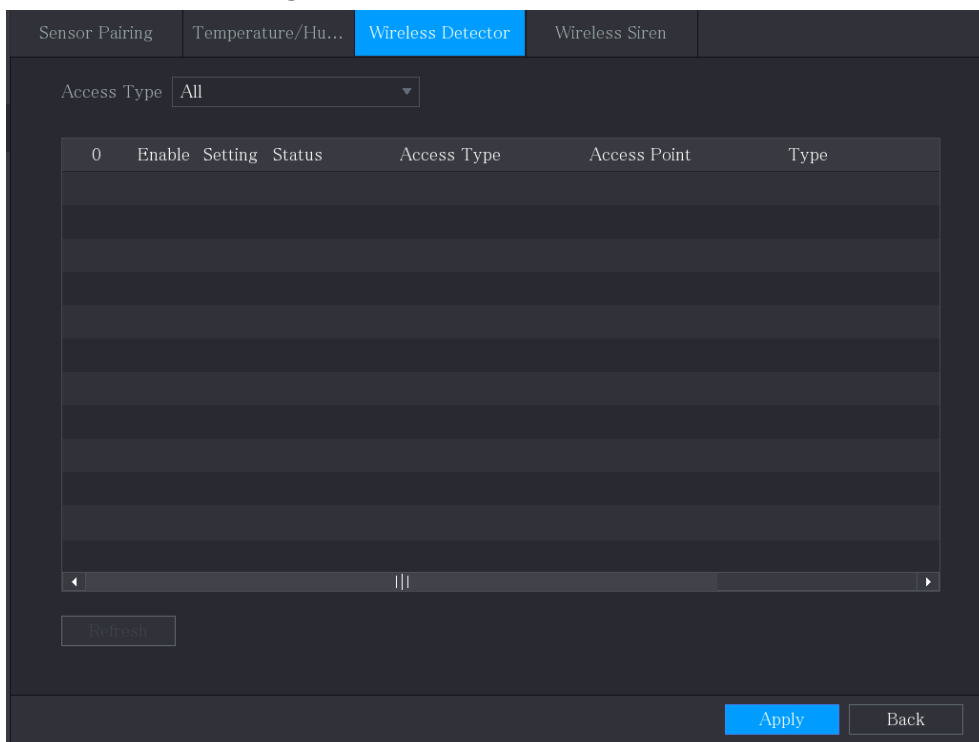 Sensor Pairing Temperature/Hu... Wireless Detector Wireless Siren
Access Type All
0 Enable Setting Status Access Type Access Point Type
Refresh
Apply Back